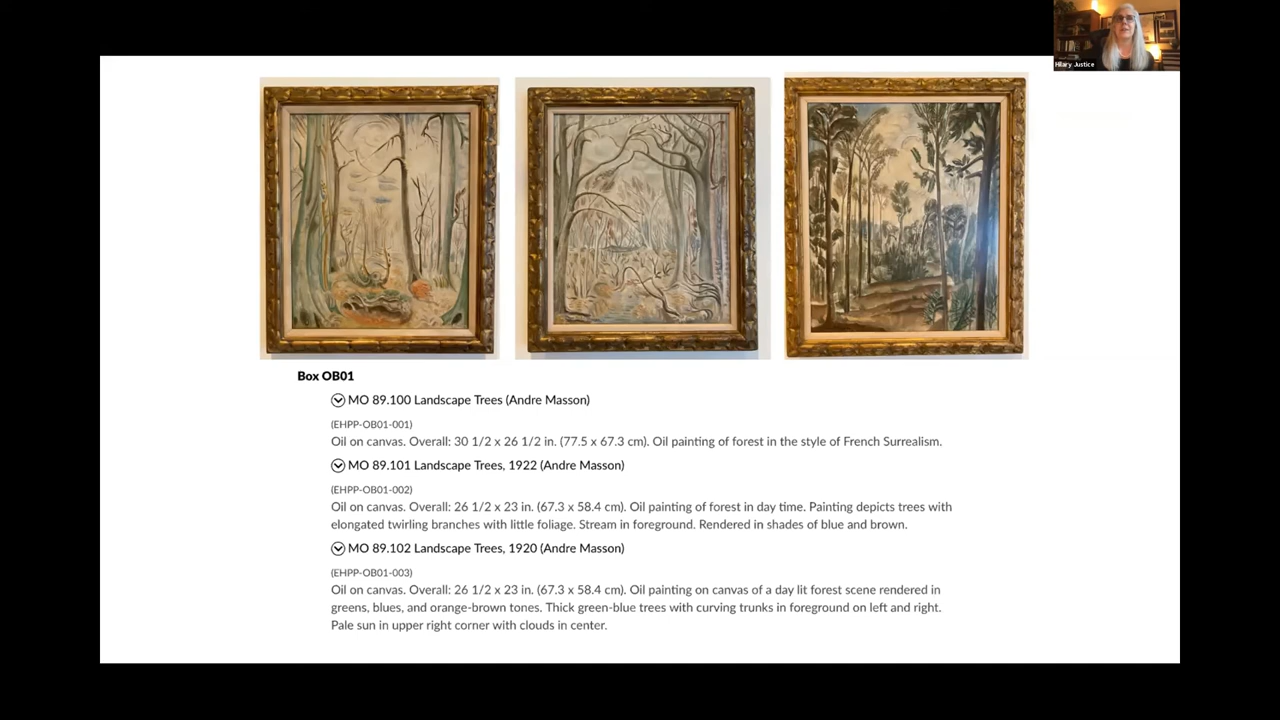 Hilary Justice
Box OB01
MO 89.100 Landscape Trees (Andre Masson)
(EHPP-OB01-001)
Oil on canvas. Overall: 30 1/2 x 26 1/2 in. (77.5 x 67.3 cm). Oil painting of forest in the style of French Surrealism.
MO 89.101 Landscape Trees, 1922 (Andre Masson)
(EHPP-OB01-002)
Oil on canvas. Overall: 26 1/2 x 23 in. (67.3 x 58.4 cm). Oil painting of forest in day time. Painting depicts trees with
elongated twirling branches with little foliage. Stream in foreground. Rendered in shades of blue and brown.
MO 89.102 Landscape Trees, 1920 (Andre Masson)
(EHPP-OB01-003)
Oil on canvas. Overall: 26 1/2 x 23 in. (67.3 x 58.4 cm). Oil painting on canvas of a day lit forest scene rendered in
greens, blues, and orange-brown tones. Thick green-blue trees with curving trunks in foreground on left and right.
Pale sun in upper right corner with clouds in center.